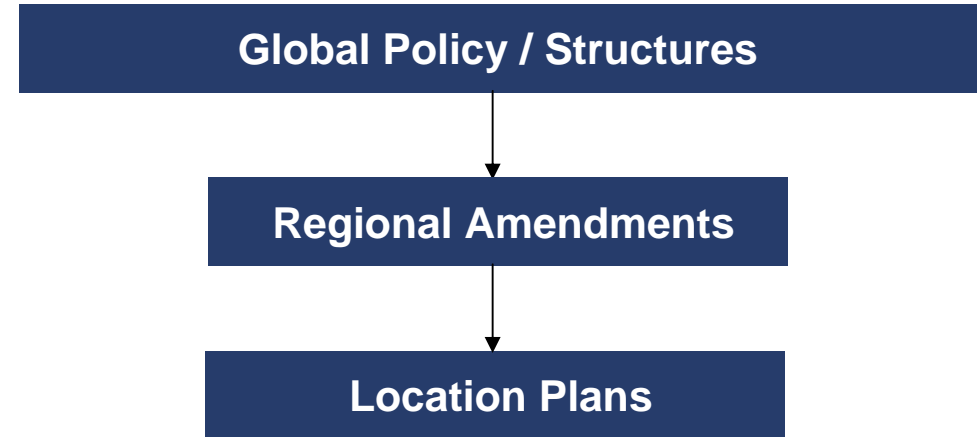 Global Policy / Structures
Regional Amendments
Location Plans